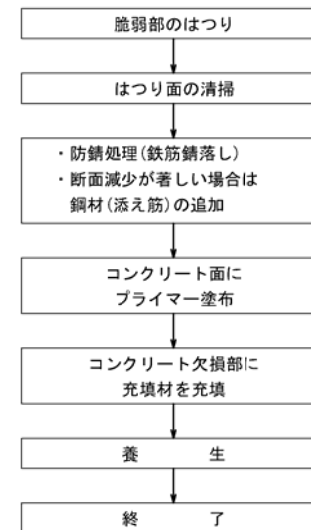 脆弱部のはつり
はつり面の清掃
・防錆処理(鉄筋錆落し)
・断面減少が著しい場合は
鋼材(添え筋)の追加
コンクリート面に
プライマー塗布
コンクリート欠損部に
充填材を充填
養　　生
終　　了